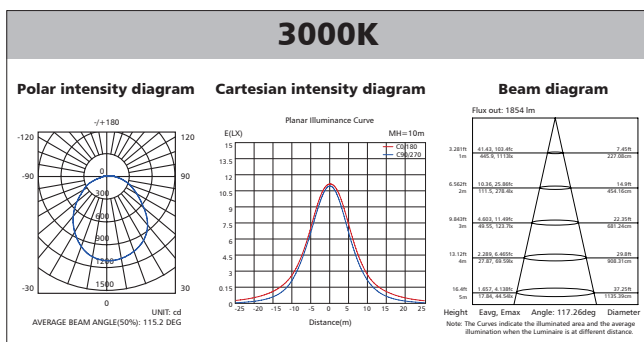 3000K
Polar intensity diagram
-/+180
-120
120
-90
90
0
300
600
900
1200
1500
-30
30
0
UNIT: cd
AVERAGE BEAM ANGLE(50%): 115.2 DEG
Cartesian intensity diagram
Planar Illuminance Curve
E(LX)
MH=10m
C0/180
C90/270
15
13.5
12
10.5
9
7.5
6
4.5
3
0.15
0
-25 -20 -15 -10 -5 0 5 10 15 20 25
Distance(m)
Beam diagram
Flux out: 1854 lm
3.281ft 41.43, 103.4fc 7.45ft
1m 445.9, 1113lx 227.08cm
6.562ft 10.36, 25.86fc 14.9ft
2m 111.5, 278.4lx 454.16cm
9.843ft 4.603, 11.49fc 22.35ft
3m 49.55, 123.7lx 681.24cm
13.12ft 2.289, 6.465fc 29.8ft
4m 27.87, 69.59lx 908.31cm
16.4ft 1.657, 4.138fc 37.25ft
5m 17.84, 44.54lx 1135.39cm
Height Eavg, Emax Angle: 117.26deg Diameter
Note: The Curves indicate the illuminated area and the average
illumination when the Luminaire is at different distance.